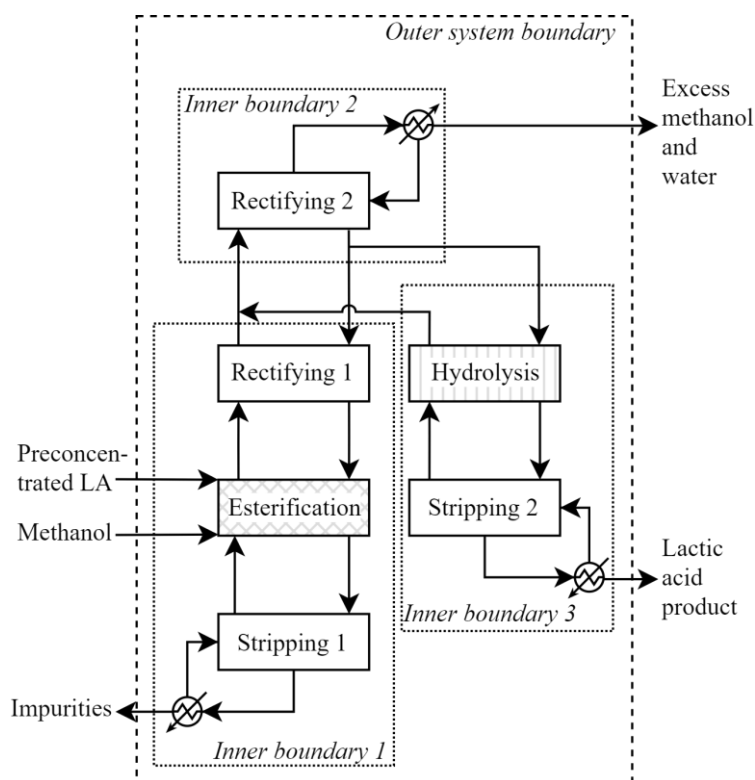 Outer system boundary
Inner boundary 2
Excess
methanol
and
water
Rectifying 2
Rectifying 1
Hydrolysis
Preconcen-
trated LA
Methanol
Esterification
Stripping 2
Lactic
acid
product
Inner boundary 3
Stripping 1
Impurities
Inner boundary 1